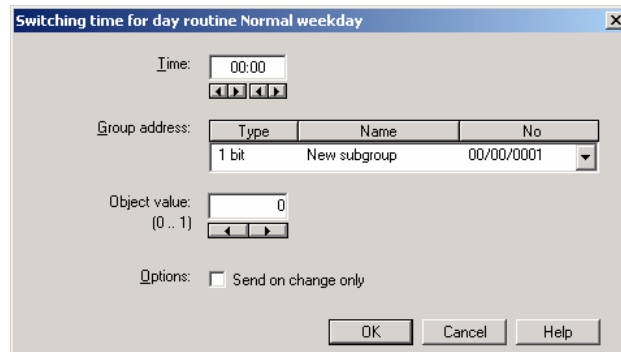 Switching time for day routine Normal weekday
Time: 00:00
Group address: Type Name No
1 bit New subgroup 00/00/0001
Object value: 0
(0 .. 1)
Options: Send on change only
OK Cancel Help